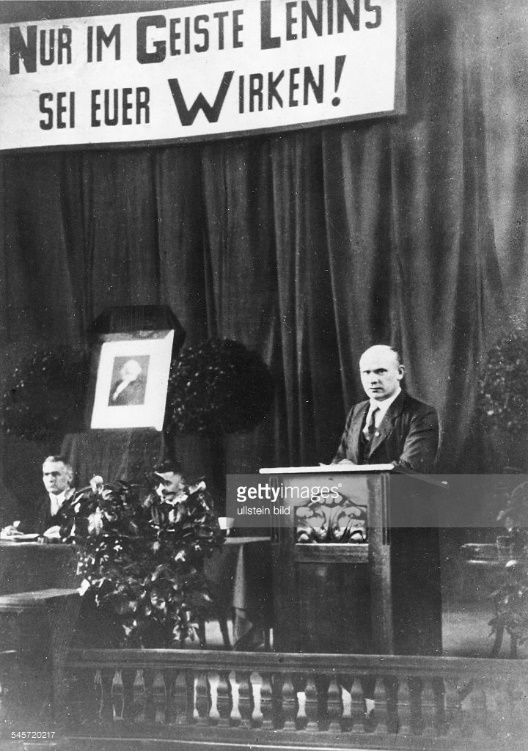 NUR IM GEISTE LENINS
SEI EUER WIRKEN!
gettyimages
ullstein bild
545720217